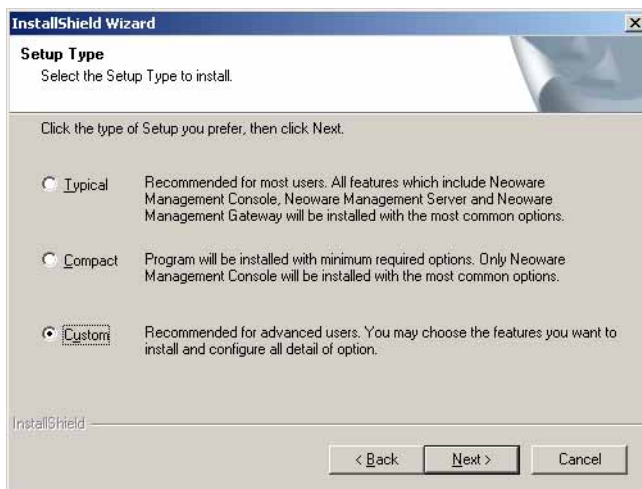 InstallShield Wizard
Setup Type
Select the Setup Type to install.
Click the type of Setup you prefer, then click Next.
Typical
Recommended for most users. All features which include Neoware
Management Console, Neoware Management Server and Neoware
Management Gateway will be installed with the most common options.
Compact
Program will be installed with minimum required options. Only Neoware
Management Console will be installed with the most common options.
Custom
Recommended for advanced users. You may choose the features you want to
install and configure all detail of option.
InstallShield
< Back
Next >
Cancel